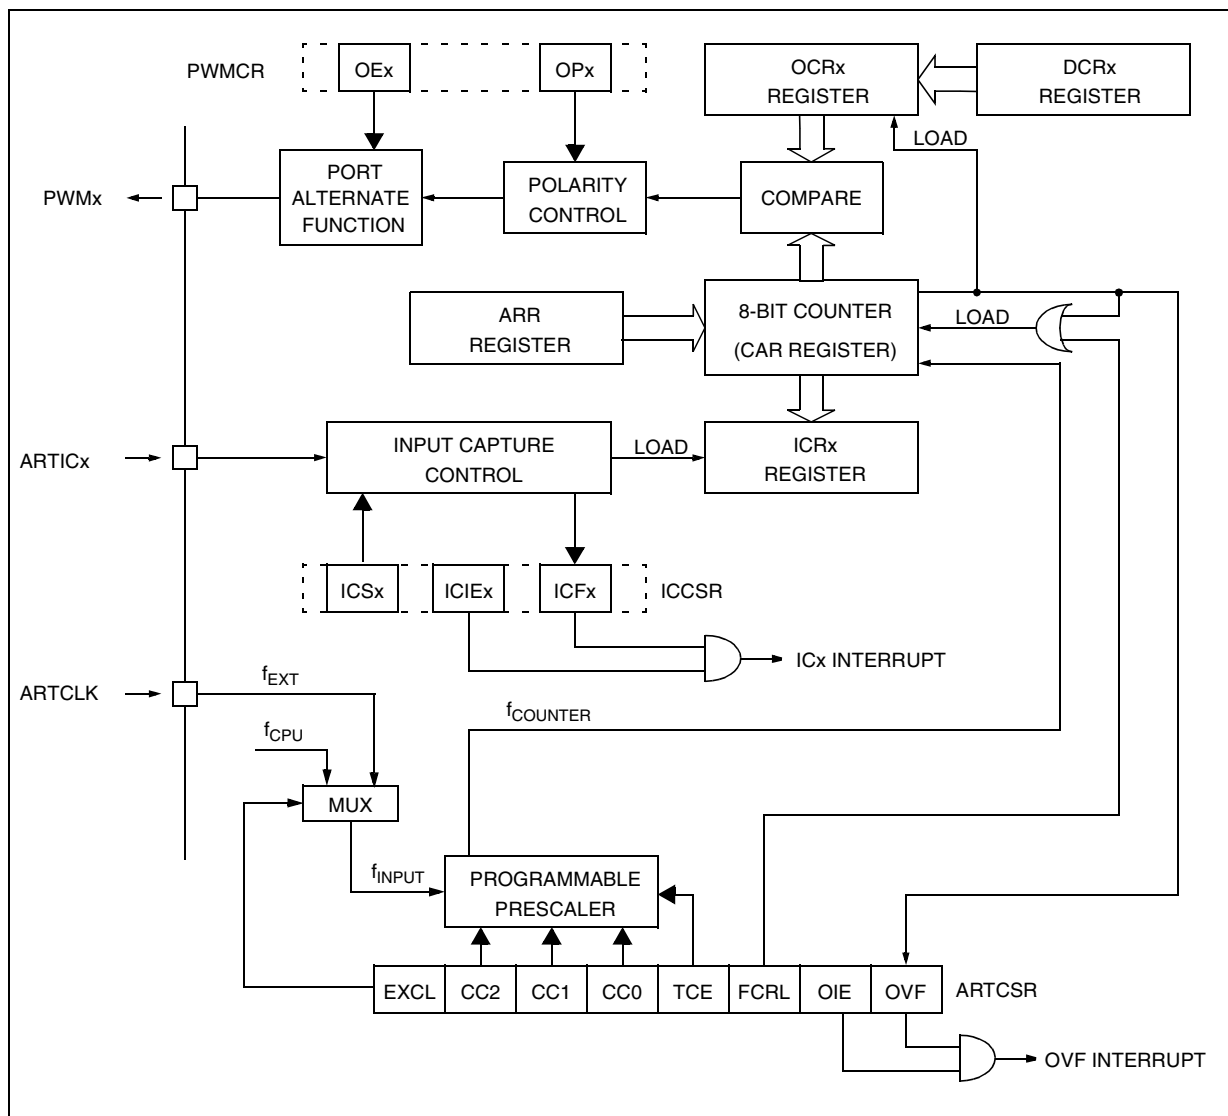 PWMCR
OEx
OPx
OCRx
REGISTER
DCRx
REGISTER
LOAD
PWMx
PORT
ALTERNATE
FUNCTION
POLARITY
CONTROL
COMPARE
ARR
REGISTER
8-BIT COUNTER
(CAR REGISTER)
LOAD
ARTICx
INPUT CAPTURE
CONTROL
LOAD
ICRx
REGISTER
ICSx
ICIEx
ICFx
ICCSR
ICx INTERRUPT
ARTCLK
fEXT
fCPU
fCOUNTER
MUX
fINPUT
PROGRAMMABLE
PRESCALER
EXCL
CC2
CC1
CC0
TCE
FCRL
OIE
OVF
ARTCSR
OVF INTERRUPT